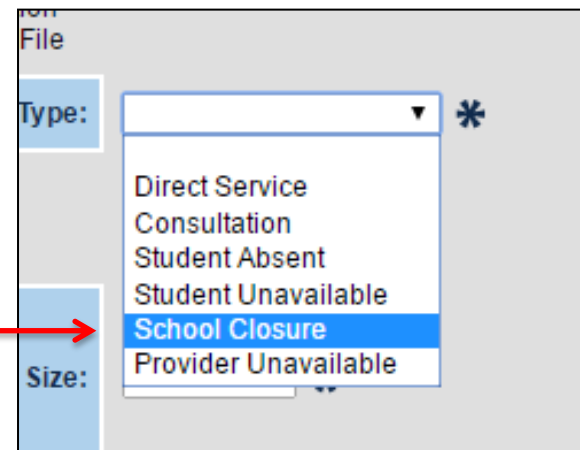 File
Type:
Direct Service
Consultation
Student Absent
Student Unavailable
School Closure
Provider Unavailable
Size: